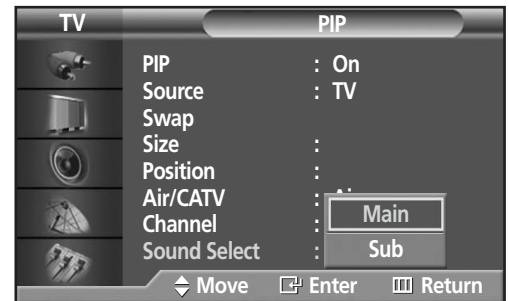 TV PIP
PIP : On
Source : TV
Swap
Size :
Position :
Air/CATV :
Channel : Main
Sound Select : Sub
Move Enter Return